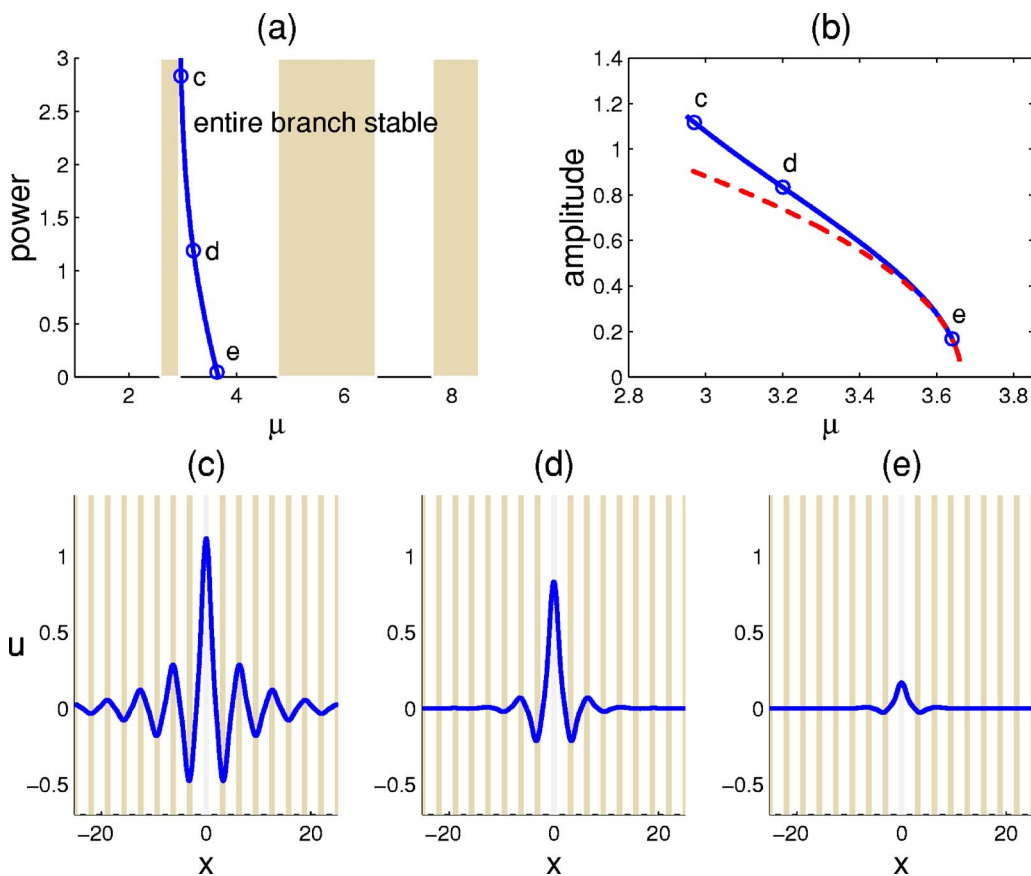 (a) (b)
3 1.4
2.5 1.2
2 1
1.5 0.8
1 0.6
0.5 0.4
0 0.2
0
power
amplitude
c
entire branch stable
d
e
c
d
e
2 4 6 8
2.8 3 3.2 3.4 3.6 3.8
μ μ
(c) (d) (e)
1 1 1
0.5 0.5 0.5
u
0 0 0
−0.5 −0.5 −0.5
−20 0 20 −20 0 20 −20 0 20
x x x